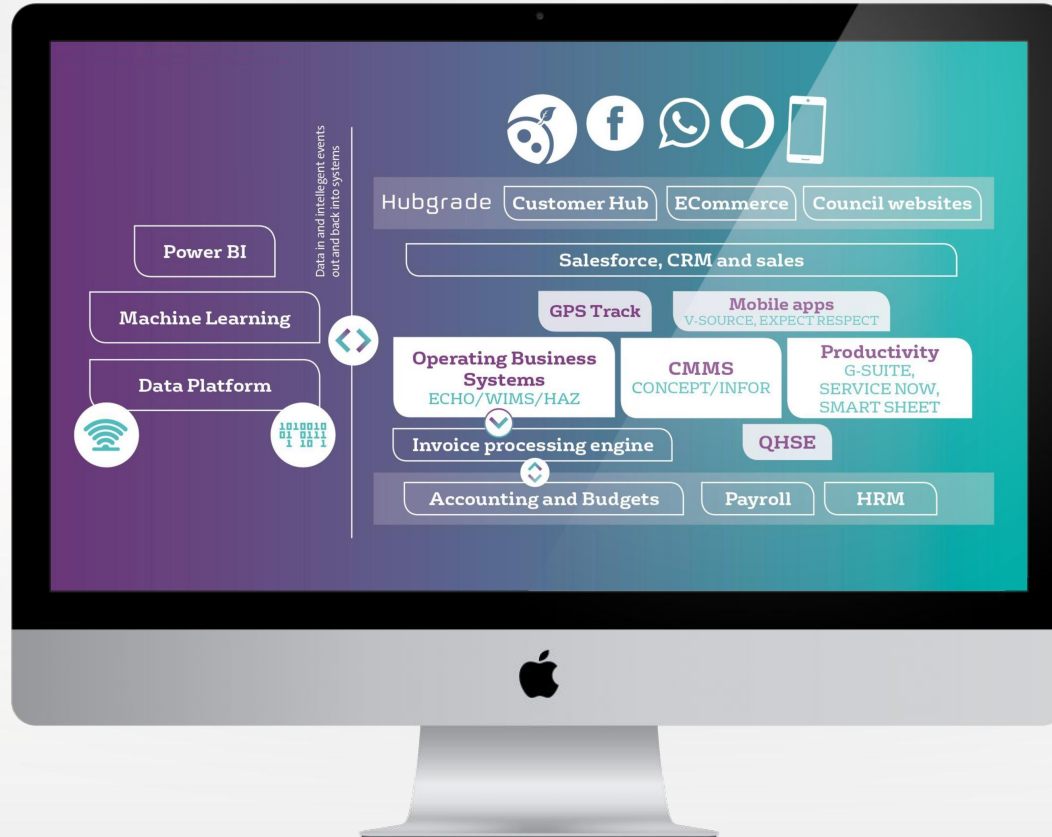 Data in and intellegent events
out and back into systems
Power BI
Machine Learning
Data Platform
1010010
01 0111
1 10 1
Hubgrade
Customer Hub
ECommerce
Council websites
Salesforce, CRM and sales
GPS Track
Mobile apps
V-SOURCE, EXPECT RESPECT
Operating Business
Systems
ECHO/WIMS/HAZ
CMMS
CONCEPT/INFOR
Productivity
G-SUITE,
SERVICE NOW,
SMART SHEET
Invoice processing engine
QHSE
Accounting and Budgets
Payroll
HRM